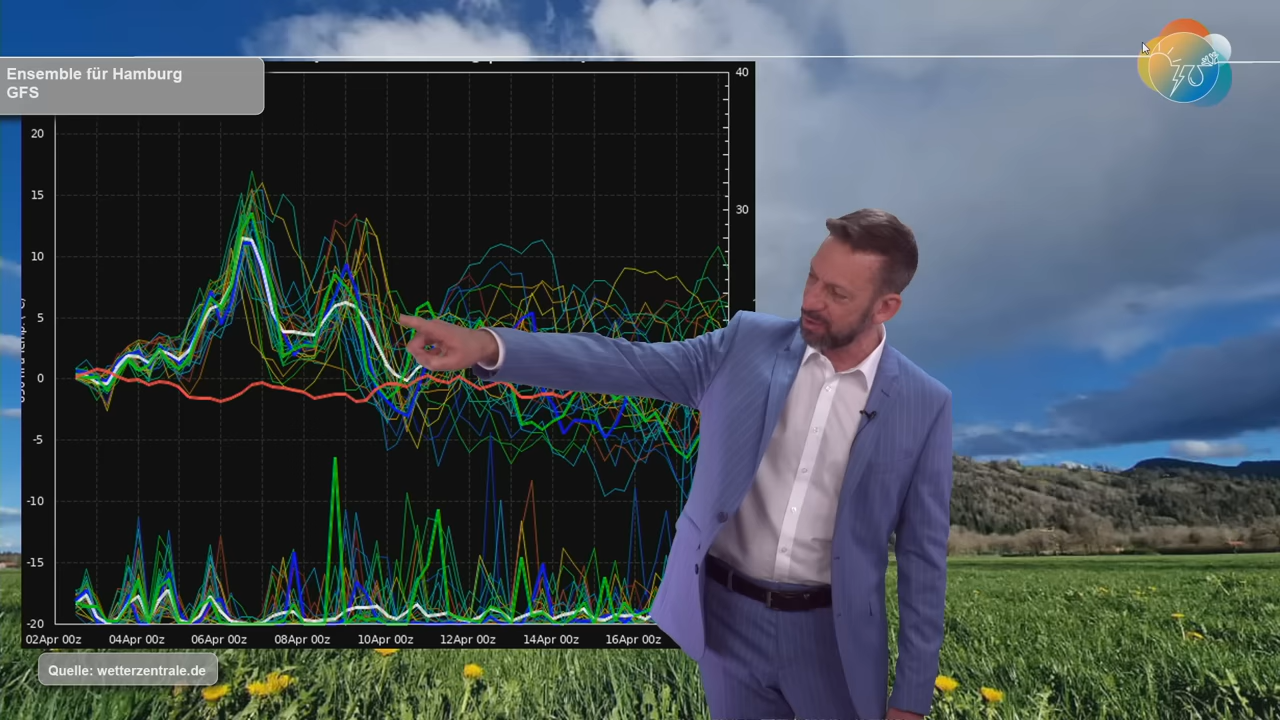 Ensemble für Hamburg
GFS
40
20
15
30
10
5
0
-5
-10
-15
-20
02Apr 00z 04Apr 00z 06Apr 00z 08Apr 00z 10Apr 00z 12Apr 00z 14Apr 00z 16Apr 00z
Quelle: wetterzentrale.de